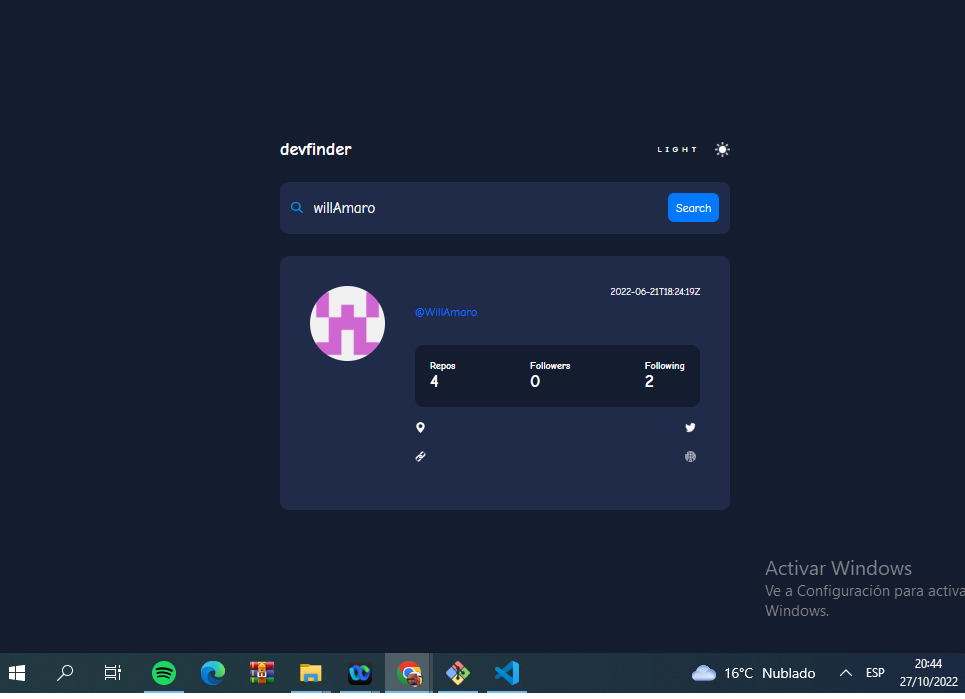 devfinder
LIGHT
willAmaro
Search
2022-06-21T18:24:19Z
@WillAmaro
Repos Followers Following
4 0 2
Activar Windows
Ve a Configuración para activa
Windows.
16°C Nublado
ESP
20:44
27/10/2022